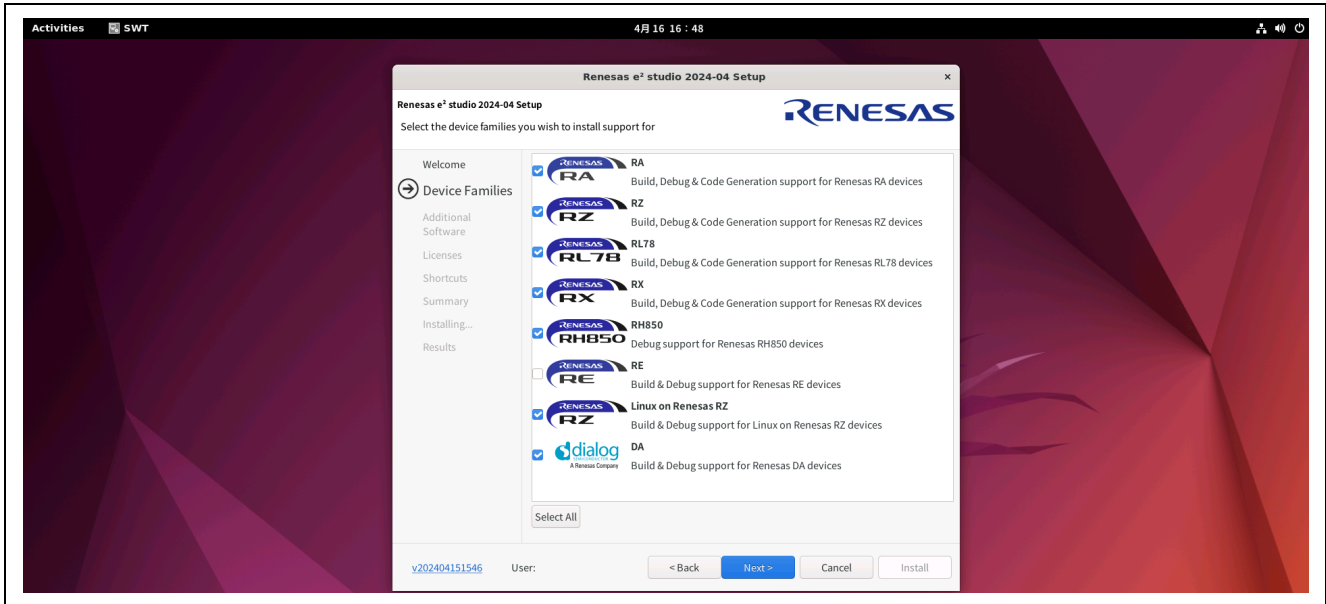 Activities SWT 4月 16 16：48
Renesas e² studio 2024-04 Setup ×
Renesas e² studio 2024-04 Setup
Select the device families you wish to install support for
RENESAS
Welcome
Device Families
Additional
Software
Licenses
Shortcuts
Summary
Installing...
Results
RENESAS RA
RA
Build, Debug & Code Generation support for Renesas RA devices
RENESAS RZ
RZ
Build, Debug & Code Generation support for Renesas RZ devices
RENESAS RL78
RL78
Build, Debug & Code Generation support for Renesas RL78 devices
RENESAS RX
RX
Build, Debug & Code Generation support for Renesas RX devices
RENESAS RH850
RH850
Debug support for Renesas RH850 devices
RENESAS RE
RE
Build & Debug support for Renesas RE devices
RENESAS Linux on Renesas RZ
RZ
Build & Debug support for Linux on Renesas RZ devices
dialog DA
SEMICONDUCTOR
A Renesas Company
Build & Debug support for Renesas DA devices
Select All
v202404151546 User: < Back Next > Cancel Install